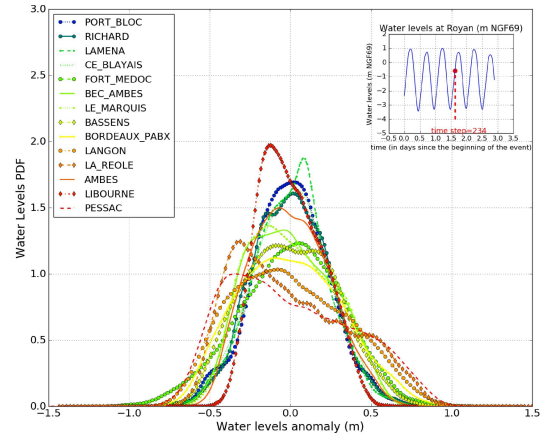 3.0
2.5
2.0
1.5
1.0
0.5
0.0
Water Levels PDF
PORT_BLOC
RICHARD
LAMENA
CE_BLAYAIS
FORT_MEDOC
BEC_AMBES
LE_MARQUIS
BASSENS
BORDEAUX_PABX
LANGON
LA_REOLE
AMBES
LIBOURNE
PESSAC
Water levels at Royan (m NGF69)
Water levels (m NGF69)
2
1
0
−1
−2
−3
−4
−5
time step=234
−0.5 0.0 0.5 1.0 1.5 2.0 2.5 3.0 3.5
time (in days since the beginning of the event)
−1.5 −1.0 −0.5 0.0 0.5 1.0 1.5
Water levels anomaly (m)